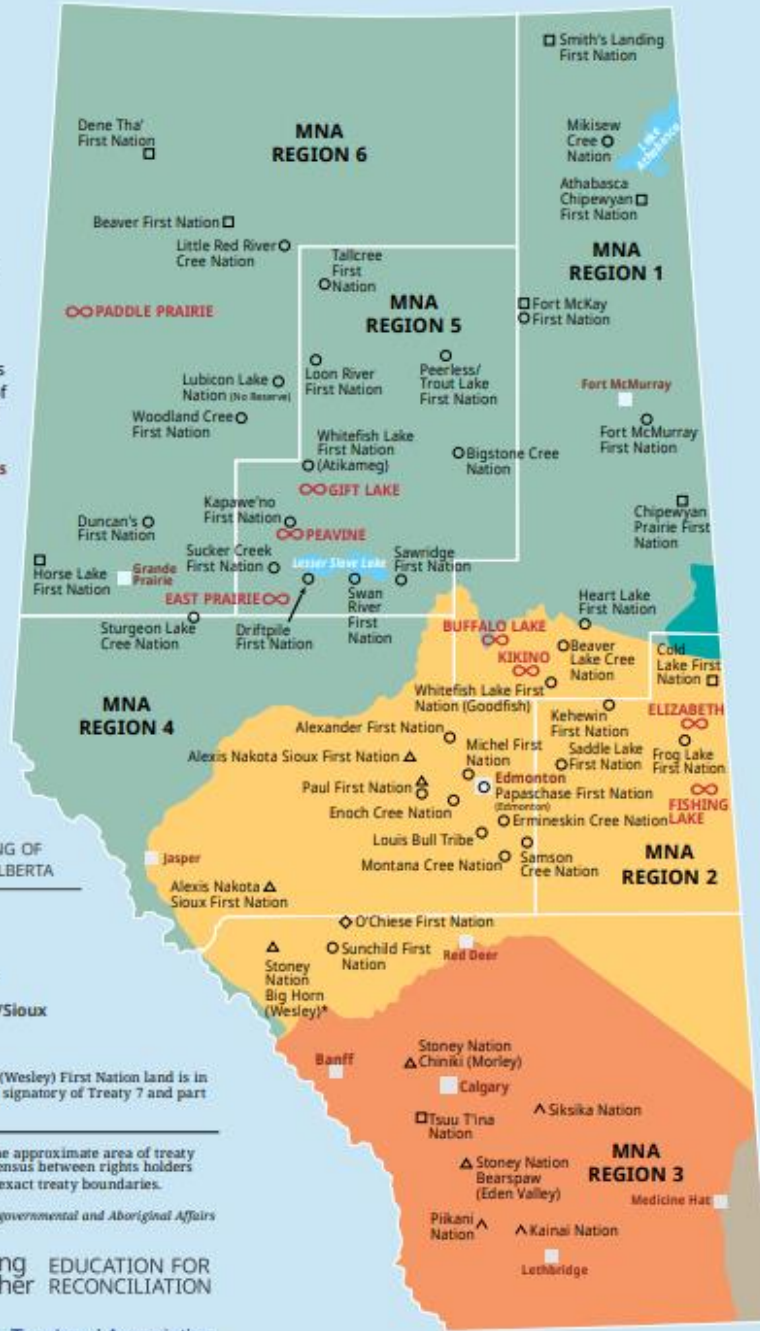 Smith's Landing
First Nation
Dene Tha'
First Nation
MNA
REGION 6
Mikisew
Cree
Nation
Lake
Athabasca
Athabasca
Chipewyan
First Nation
Beaver First Nation
Little Red River
Cree Nation
Tallcree
First
Nation
MNA
REGION 1
PADDLE PRAIRIE
MNA
REGION 5
Fort McKay
First Nation
s
f
Lubicon Lake
Nation (No Reserve)
Loon River
First Nation
Peerless/
Trout Lake
First Nation
Fort McMurray
Woodland Cree
First Nation
Fort McMurray
First Nation
Whitefish Lake
First Nation
(Atikameg)
Bigstone Cree
Nation
s
GIFT LAKE
Kapawe'no
First Nation
Chipewyan
Prairie First
Nation
Duncan's
First Nation
PEAVINE
Sucker Creek
First Nation
Lesser Slave Lake
Sawridge
First Nation
Horse Lake
First Nation
Grande
Prairie
EAST PRAIRIE
Swan
River
First
Nation
Heart Lake
First Nation
Sturgeon Lake
Cree Nation
Driftpile
First Nation
BUFFALO LAKE
Beaver
Lake Cree
Nation
Cold
Lake First
Nation
KIKINO
Whitefish Lake First
Nation (Goodfish)
MNA
REGION 4
Kehewin
First Nation
ELIZABETH
Alexander First Nation
Michel First
Nation
Saddle Lake
First Nation
Frog Lake
First Nation
Alexis Nakota Sioux First Nation
Edmonton
Paul First Nation
Papaschase First Nation
(Edmonton)
FISHING
LAKE
Enoch Cree Nation
Ermineskin Cree Nation
Louis Bull Tribe
Montana Cree Nation
Samson
Cree Nation
MNA
REGION 2
NG OF
LBERTA
Jasper
Alexis Nakota
Sioux First Nation
O'Chiese First Nation
Sunchild First
Nation
Red Deer
Stoney
Nation
Big Horn
(Wesley)*
/Sioux
Banff
Stoney Nation
Chiniki (Morley)
(Wesley) First Nation land is in
signatory of Treaty 7 and part
Calgary
Siksika Nation
Tsuu T'ina
Nation
ne approximate area of treaty
ensus between rights holders
exact treaty boundaries.
Stoney Nation
Bearspaw
(Eden Valley)
MNA
REGION 3
Medicine Hat
governmental and Aboriginal Affairs
Piikani
Nation
Kainai Nation
ng
her
EDUCATION FOR
RECONCILIATION
Lethbridge